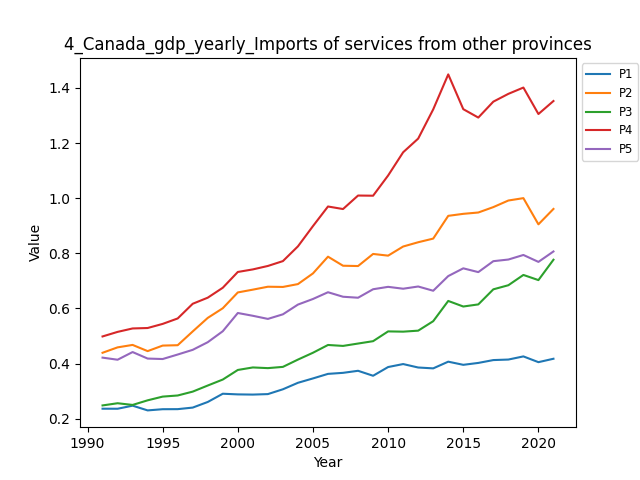 4_Canada_gdp_yearly_Imports of services from other provinces
Value
1.4
1.2
1.0
0.8
0.6
0.4
0.2
1990 1995 2000 2005 2010 2015 2020
Year
P1
P2
P3
P4
P5